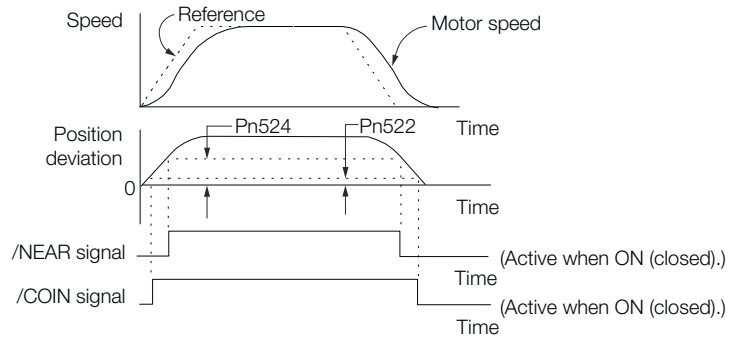 Speed
Reference
Motor speed
Time
Position
deviation
Pn524
Pn522
0
Time
/NEAR signal
(Active when ON (closed).)
Time
/COIN signal
(Active when ON (closed).)
Time